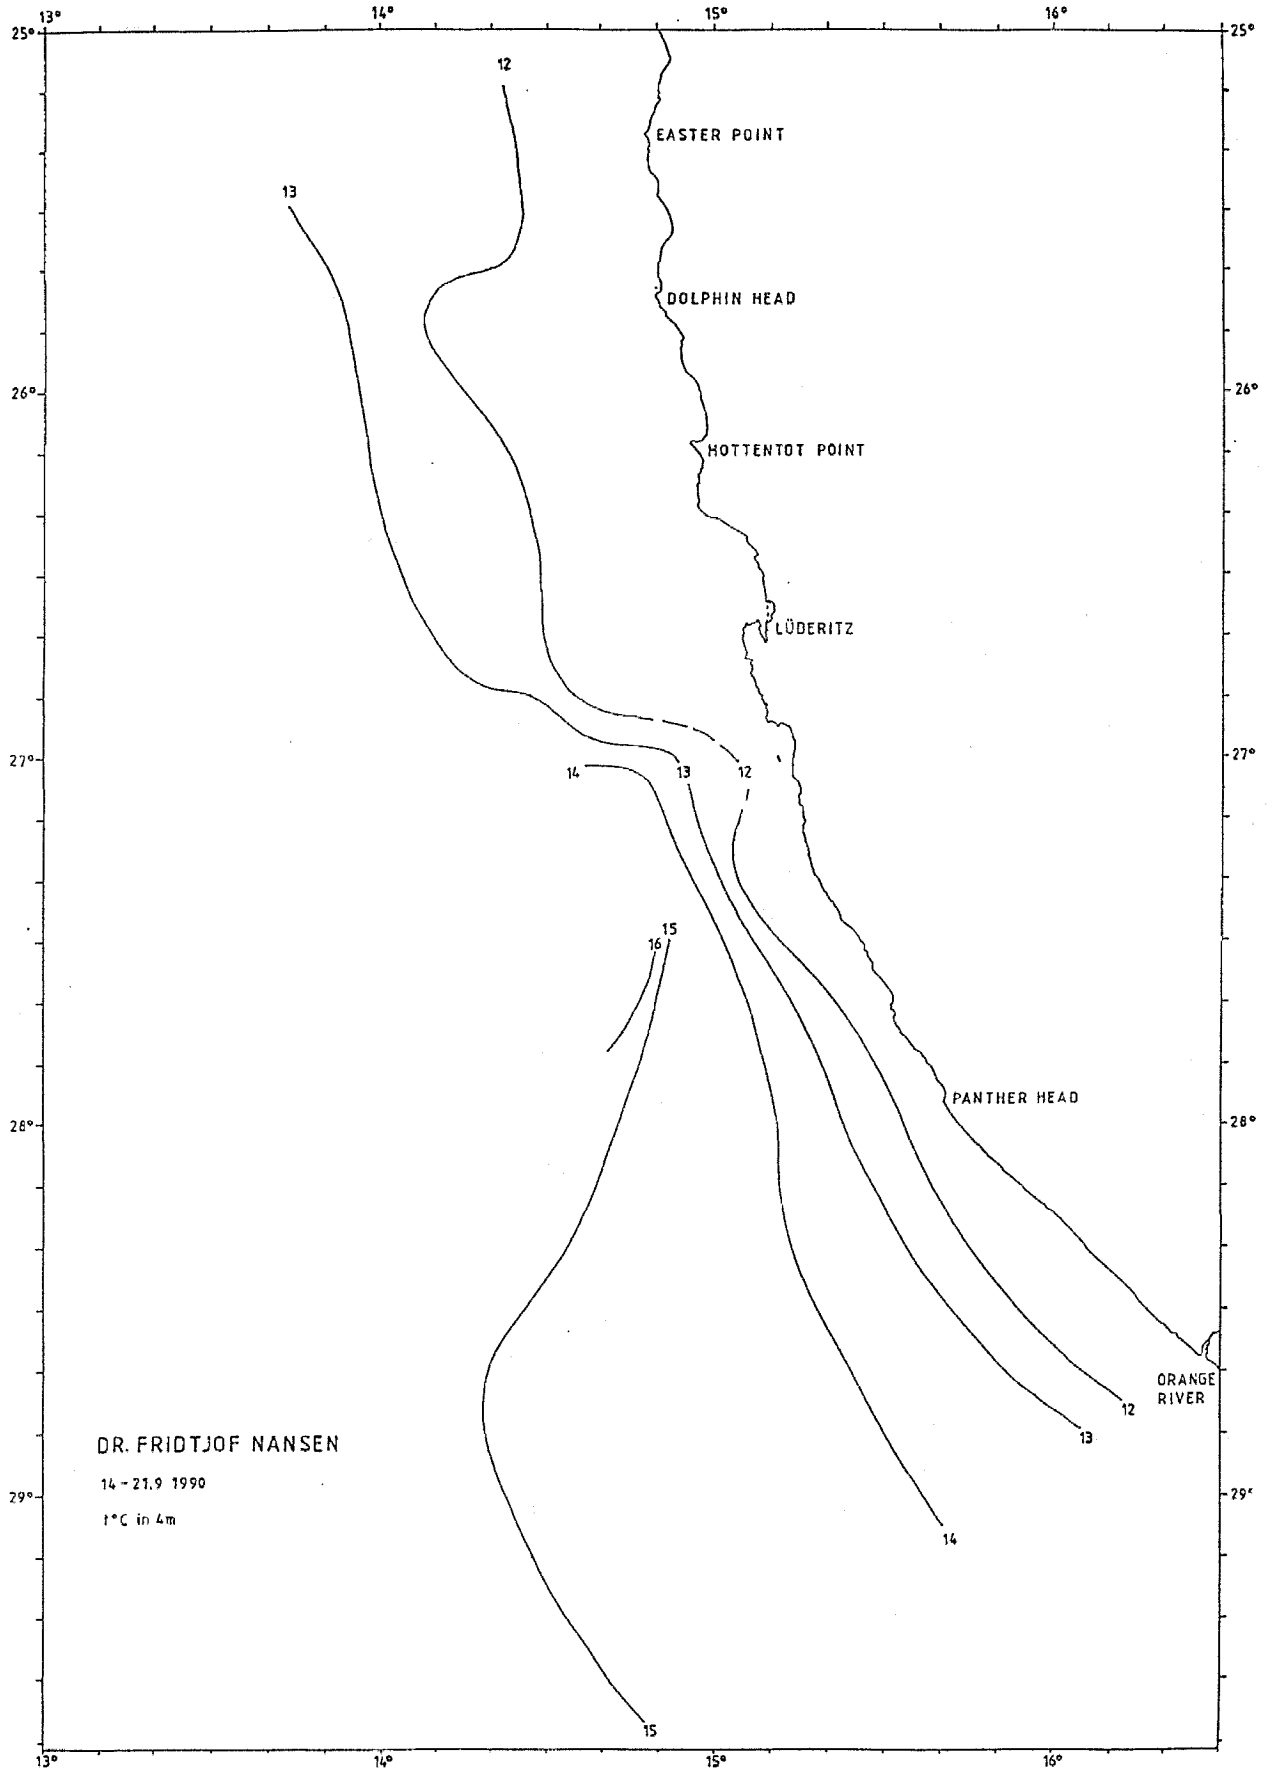 13° 14° 15° 16°
25° 25°
12
EASTER POINT
13
DOLPHIN HEAD
26° 26°
HOTTENTOT POINT
LÜDERITZ
27° 27°
14 13 12
15
16
PANTHER HEAD
28° 28°
ORANGE
RIVER
12
13
DR. FRIDTJOF NANSEN
14-21.9 1990
t°C in 4m
29° 29°
14
15
13° 14° 15° 16°